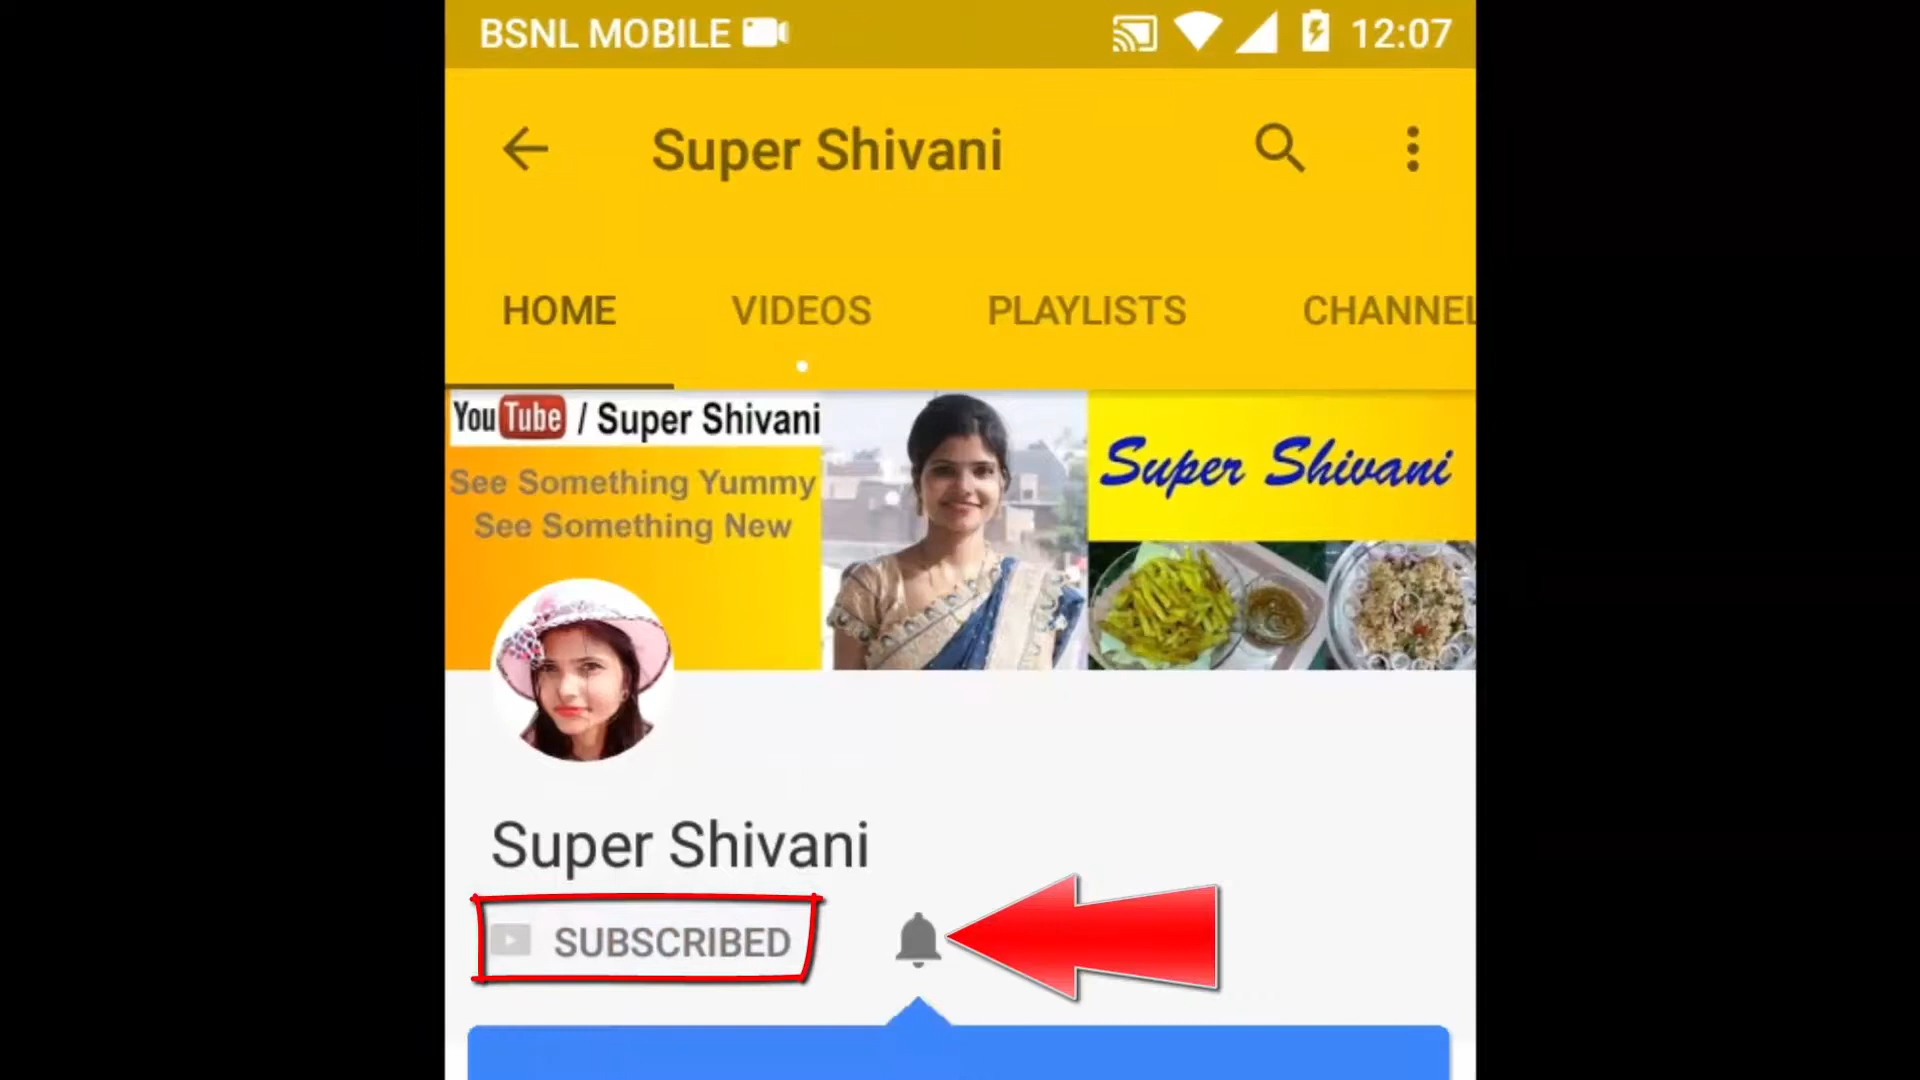 BSNL MOBILE 12:07
Super Shivani
HOME VIDEOS PLAYLISTS CHANNEL
YouTube / Super Shivani
See Something Yummy
See Something New
Super Shivani
Super Shivani
SUBSCRIBED